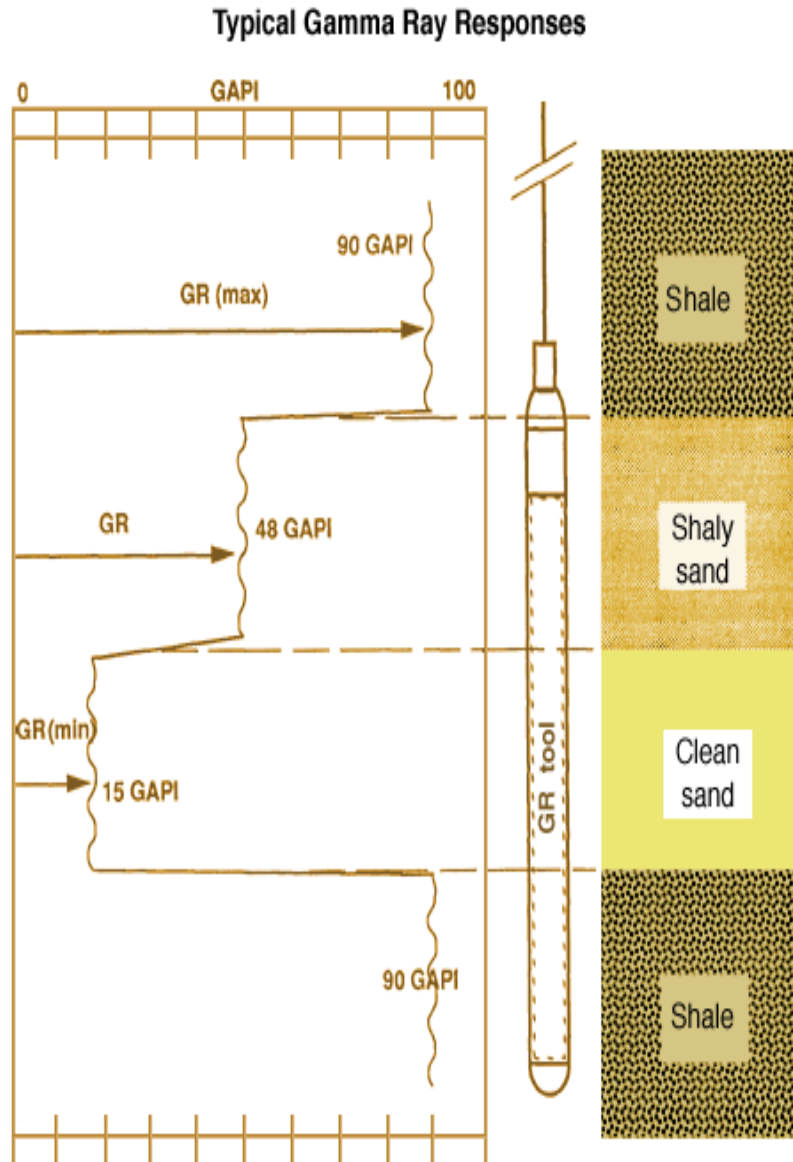 Typical Gamma Ray Responses
0 GAPI 100
90 GAPI
GR (max)
Shale
GR
48 GAPI
Shaly
sand
GR(min)
15 GAPI
GR tool
Clean
sand
90 GAPI
Shale